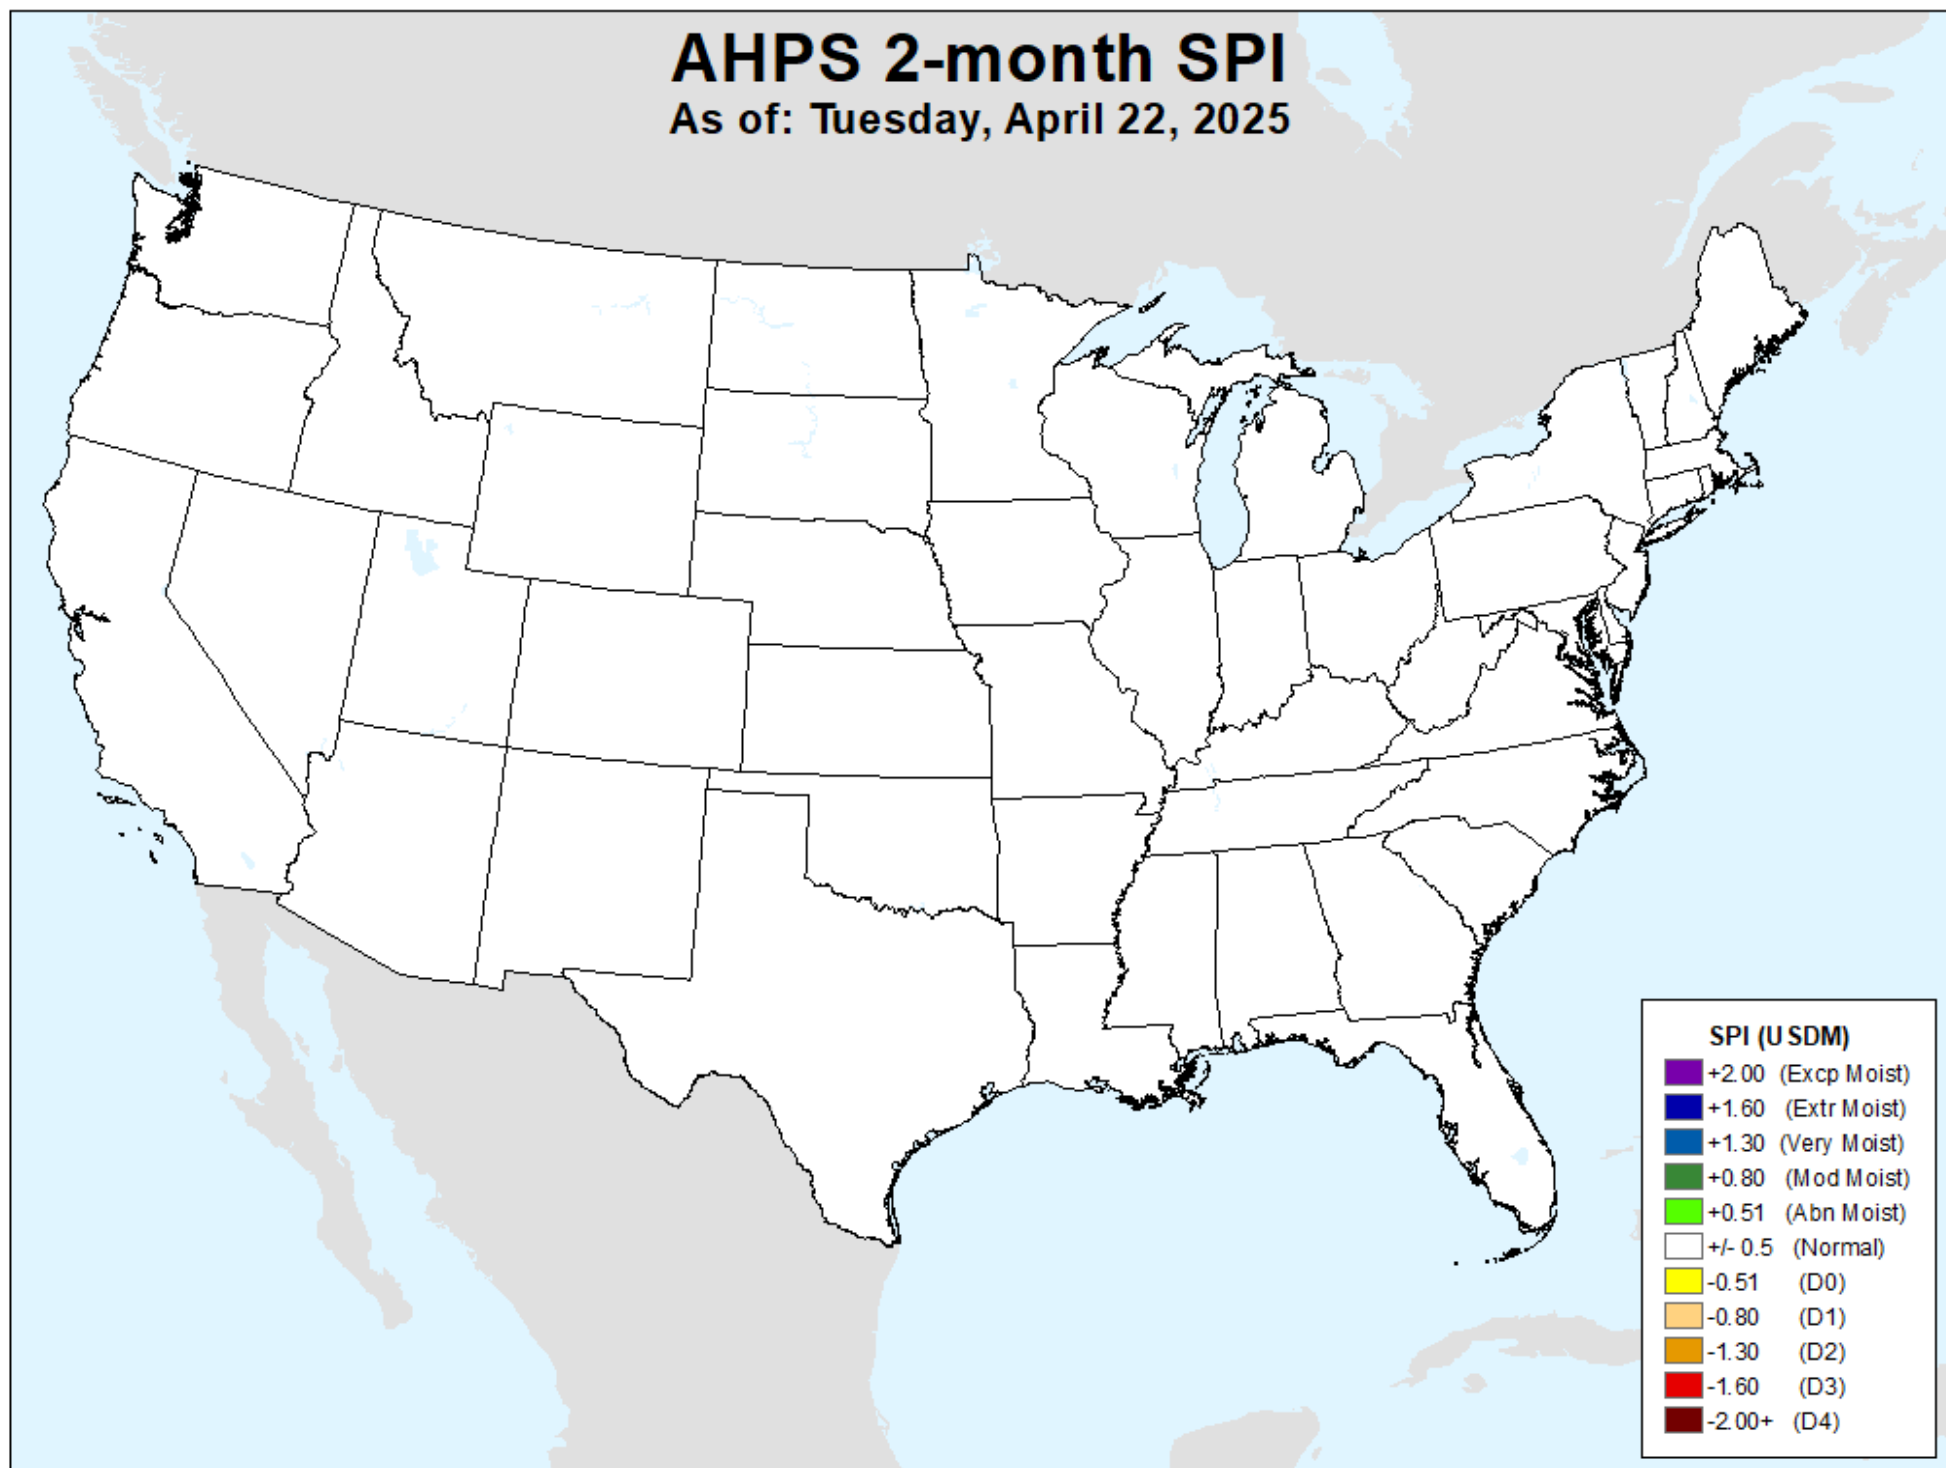 AHPS 2-month SPI
As of: Tuesday, April 22, 2025
SPI (USDM)
+2.00 (Excp Moist)
+1.60 (Extr Moist)
+1.30 (Very Moist)
+0.80 (Mod Moist)
+0.51 (Abn Moist)
+/- 0.5 (Normal)
-0.51 (D0)
-0.80 (D1)
-1.30 (D2)
-1.60 (D3)
-2.00+ (D4)